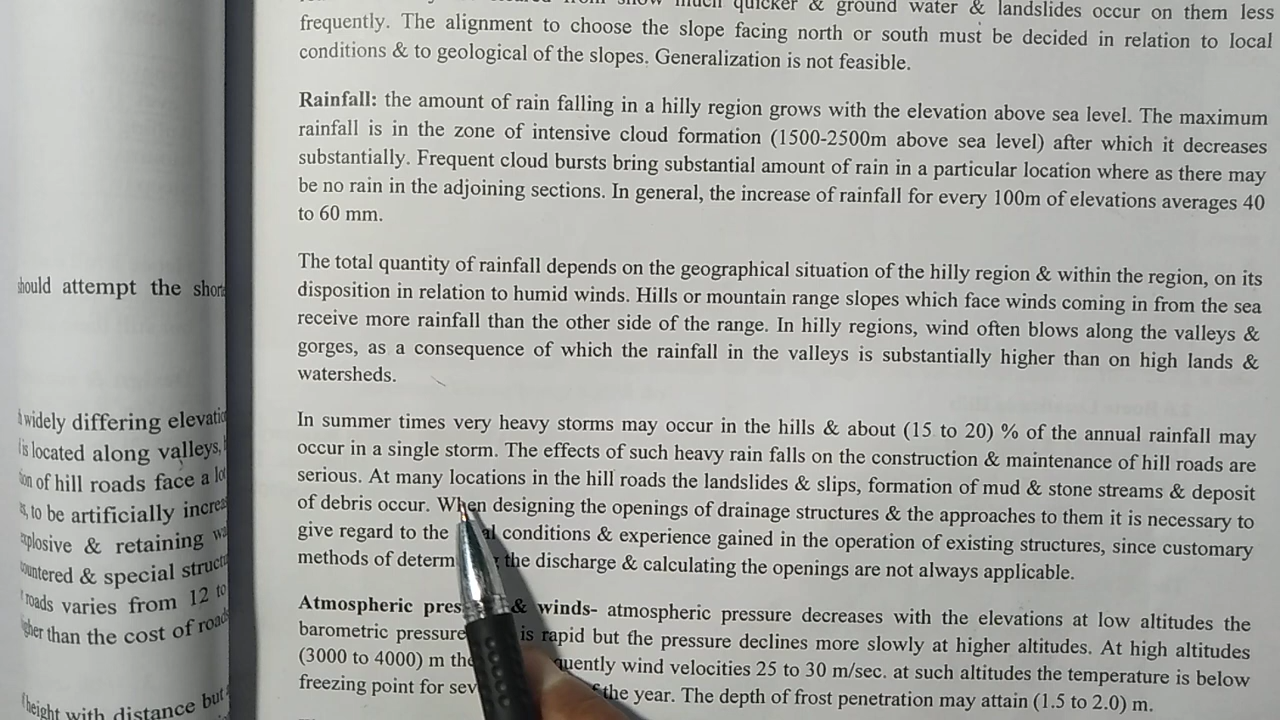 should attempt the
widely differing
is located along valleys,
of hill roads face a lot
to be artificially
& retaining
& special
roads varies from 12 to
than the cost of
height with distance but
quicker & ground water & landslides occur on them less
frequently. The alignment to choose the slope facing north or south must be decided in relation to local
conditions & to geological of the slopes. Generalization is not feasible.
Rainfall: the amount of rain falling in a hilly region grows with the elevation above sea level. The maximum
rainfall is in the zone of intensive cloud formation (1500-2500m above sea level) after which it decreases
substantially. Frequent cloud bursts bring substantial amount of rain in a particular location where as there may
be no rain in the adjoining sections. In general, the increase of rainfall for every 100m of elevations averages 40
to 60 mm.
The total quantity of rainfall depends on the geographical situation of the hilly region & within the region, on its
disposition in relation to humid winds. Hills or mountain range slopes which face winds coming in from the sea
receive more rainfall than the other side of the range. In hilly regions, wind often blows along the valleys &
gorges, as a consequence of which the rainfall in the valleys is substantially higher than on high lands &
watersheds.
In summer times very heavy storms may occur in the hills & about (15 to 20) % of the annual rainfall may
occur in a single storm. The effects of such heavy rain falls on the construction & maintenance of hill roads are
serious. At many locations in the hill roads the landslides & slips, formation of mud & stone streams & deposit
of debris occur. When designing the openings of drainage structures & the approaches to them it is necessary to
give regard to the conditions & experience gained in the operation of existing structures, since customary
methods of the discharge & calculating the openings are not always applicable.
Atmospheric & winds- atmospheric pressure decreases with the elevations at low altitudes the
barometric pressure is rapid but the pressure declines more slowly at higher altitudes. At high altitudes
(3000 to 4000) m wind velocities 25 to 30 m/sec. at such altitudes the temperature is below
freezing point for of the year. The depth of frost penetration may attain (1.5 to 2.0) m.